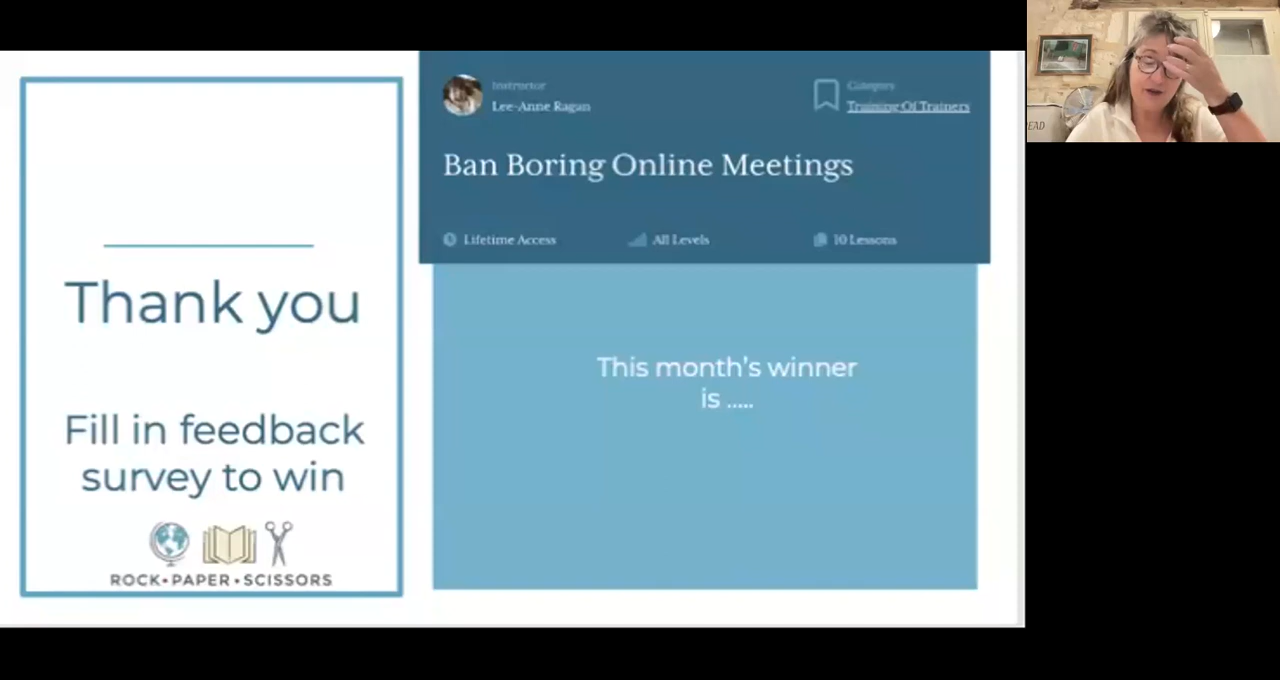 Thank you
Fill in feedback
survey to win
ROCK•PAPER•SCISSORS
Instructor
Lee-Anne Ragan
Category
Training Of Trainers
Ban Boring Online Meetings
Lifetime Access
All Levels
10 Lessons
This month's winner
is .....
EAD